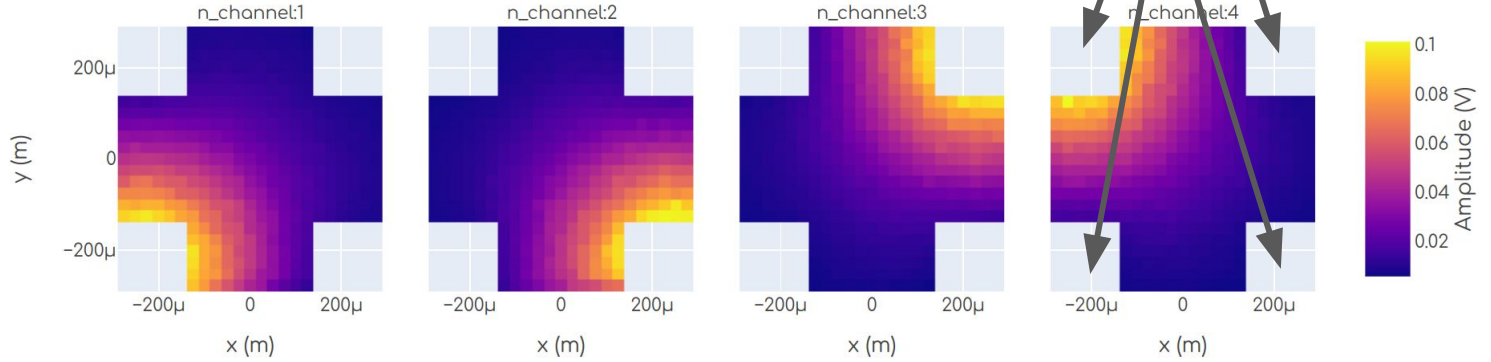 n_channel:1 n_channel:2 n_channel:3 n_channel:4
200µ
0
−200µ
y (m)
−200µ 0 200µ −200µ 0 200µ −200µ 0 200µ −200µ 0 200µ
x (m) x (m) x (m) x (m)
0.1
0.08
0.06
0.04
0.02
Amplitude (V)